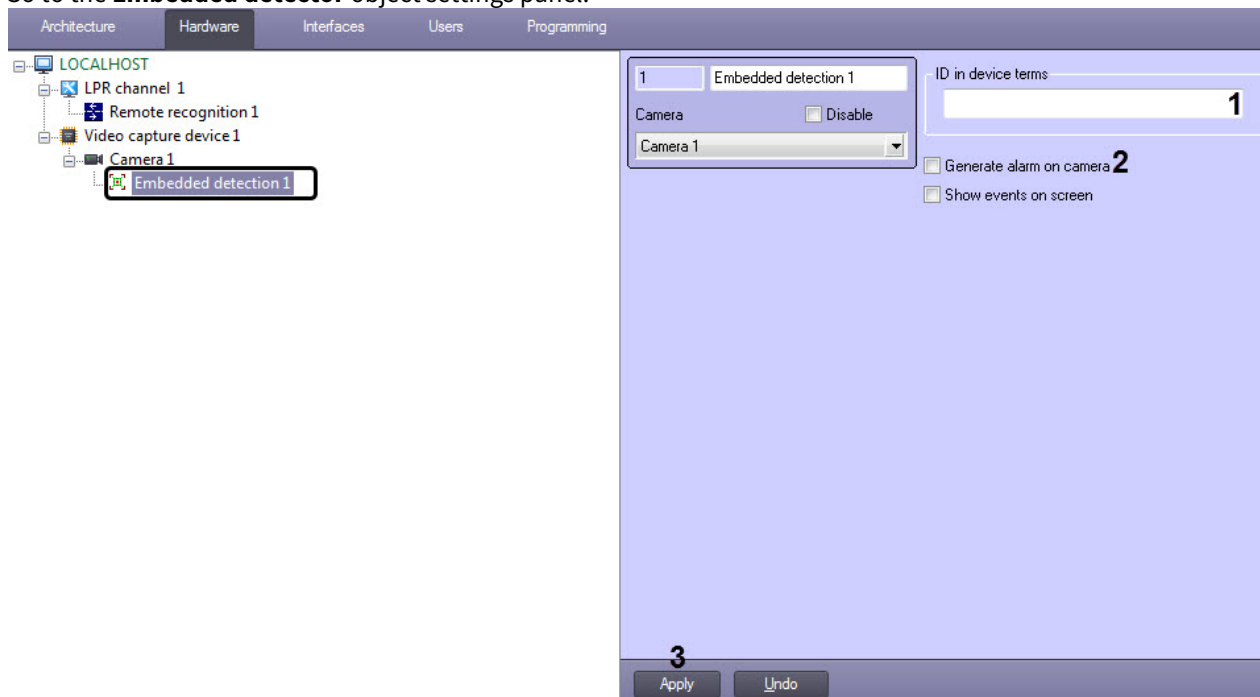 Go to the Embedded detector object settings panel.
Architecture Hardware Interfaces Users Programming
LOCALHOST
LPR channel 1
Remote recognition 1
Video capture device 1
Camera 1
Embedded detection 1
1 Embedded detection 1
Camera Disable
Camera 1
ID in device terms
1
Generate alarm on camera 2
Show events on screen
3
Apply Undo